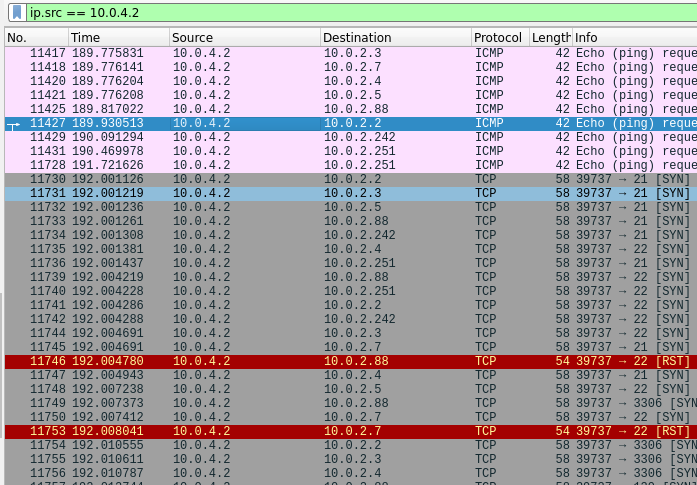 ip.src == 10.0.4.2
No. Time Source Destination Protocol Length Info
11417 189.775831 10.0.4.2 10.0.2.3 ICMP 42 Echo (ping) reque
11418 189.776141 10.0.4.2 10.0.2.7 ICMP 42 Echo (ping) reque
11420 189.776204 10.0.4.2 10.0.2.4 ICMP 42 Echo (ping) reque
11421 189.776208 10.0.4.2 10.0.2.5 ICMP 42 Echo (ping) reque
11425 189.817022 10.0.4.2 10.0.2.88 ICMP 42 Echo (ping) reque
11427 189.930513 10.0.4.2 10.0.2.2 ICMP 42 Echo (ping) reque
11429 190.091294 10.0.4.2 10.0.2.242 ICMP 42 Echo (ping) reque
11431 190.469978 10.0.4.2 10.0.2.251 ICMP 42 Echo (ping) reque
11728 191.721626 10.0.4.2 10.0.2.251 ICMP 42 Echo (ping) reque
11730 192.001126 10.0.4.2 10.0.2.2 TCP 58 39737 → 21 [SYN]
11731 192.001219 10.0.4.2 10.0.2.3 TCP 58 39737 → 21 [SYN]
11732 192.001236 10.0.4.2 10.0.2.5 TCP 58 39737 → 21 [SYN]
11733 192.001261 10.0.4.2 10.0.2.88 TCP 58 39737 → 21 [SYN]
11734 192.001308 10.0.4.2 10.0.2.242 TCP 58 39737 → 21 [SYN]
11735 192.001381 10.0.4.2 10.0.2.4 TCP 58 39737 → 21 [SYN]
11736 192.001437 10.0.4.2 10.0.2.251 TCP 58 39737 → 21 [SYN]
11739 192.004219 10.0.4.2 10.0.2.88 TCP 58 39737 → 22 [SYN]
11740 192.004228 10.0.4.2 10.0.2.251 TCP 58 39737 → 22 [SYN]
11741 192.004286 10.0.4.2 10.0.2.2 TCP 58 39737 → 22 [SYN]
11742 192.004288 10.0.4.2 10.0.2.242 TCP 58 39737 → 22 [SYN]
11744 192.004691 10.0.4.2 10.0.2.3 TCP 58 39737 → 22 [SYN]
11745 192.004691 10.0.4.2 10.0.2.7 TCP 58 39737 → 21 [SYN]
11746 192.004780 10.0.4.2 10.0.2.88 TCP 54 39737 → 22 [RST]
11747 192.004943 10.0.4.2 10.0.2.4 TCP 58 39737 → 22 [SYN]
11748 192.007238 10.0.4.2 10.0.2.5 TCP 58 39737 → 22 [SYN]
11749 192.007373 10.0.4.2 10.0.2.88 TCP 58 39737 → 3306 [SYN
11750 192.007412 10.0.4.2 10.0.2.7 TCP 58 39737 → 22 [SYN]
11753 192.008041 10.0.4.2 10.0.2.7 TCP 54 39737 → 22 [RST]
11754 192.010555 10.0.4.2 10.0.2.2 TCP 58 39737 → 3306 [SYN
11755 192.010611 10.0.4.2 10.0.2.3 TCP 58 39737 → 3306 [SYN
11756 192.010787 10.0.4.2 10.0.2.4 TCP 58 39737 → 3306 [SYN